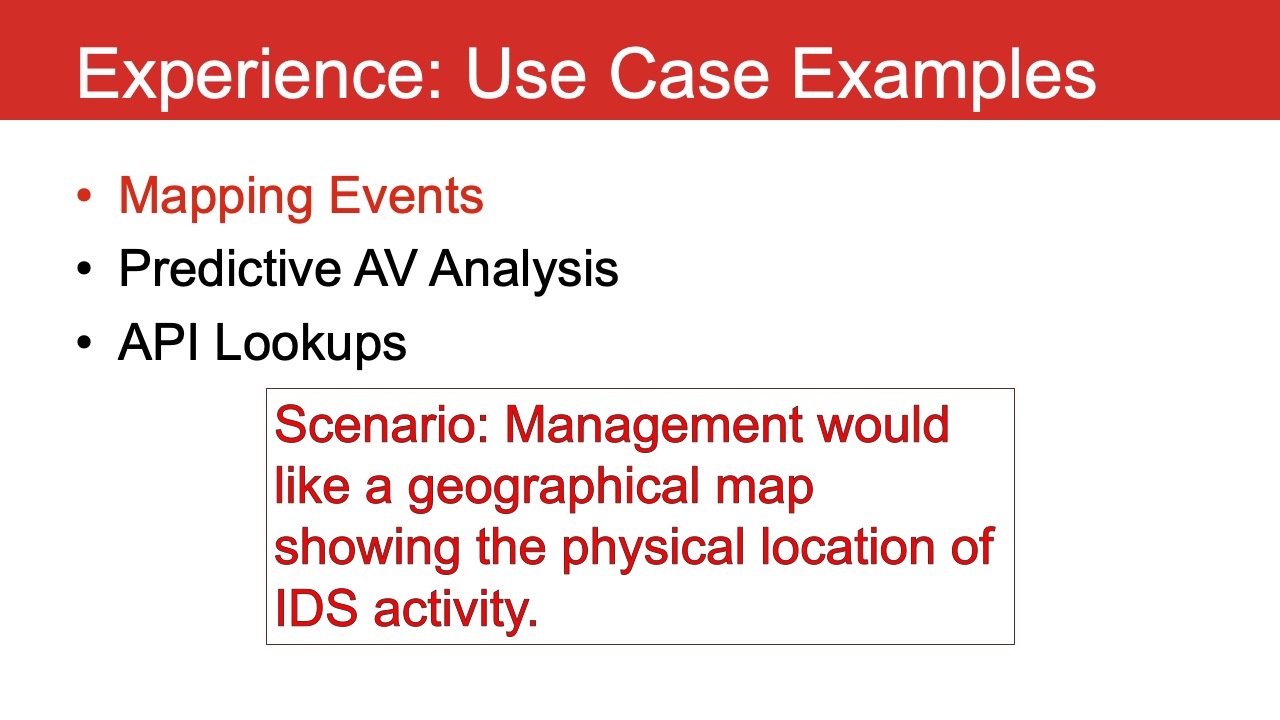 Experience: Use Case Examples
• Mapping Events
• Predictive AV Analysis
• API Lookups
Scenario: Management would
like a geographical map
showing the physical location of
IDS activity.